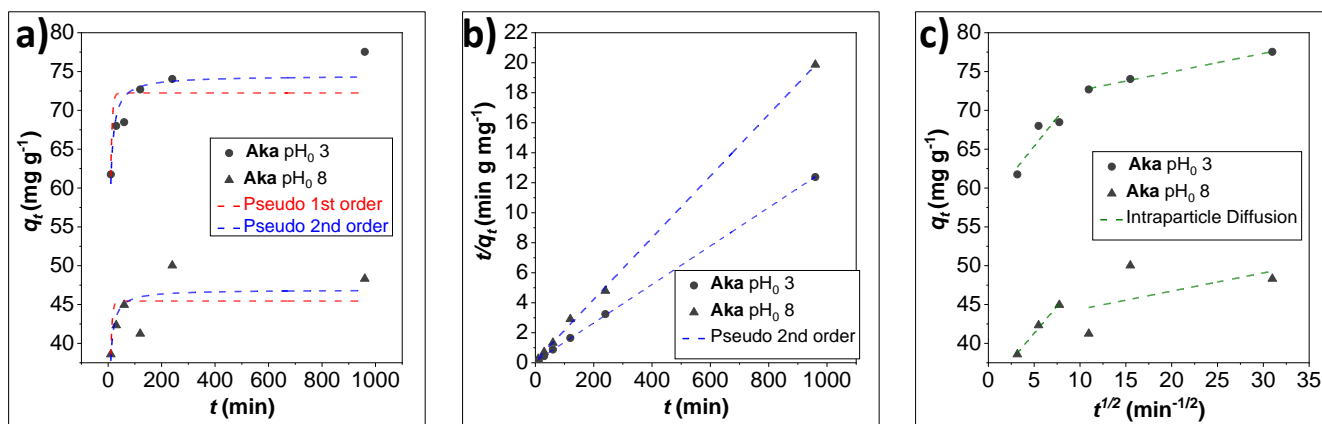 a)
80
75
70
65
60
55
50
45
40
q_t (mg g⁻¹)
Aka pH₀ 3
Aka pH₀ 8
Pseudo 1st order
Pseudo 2nd order
0 200 400 600 800 1000
t (min)
b)
22
20
18
16
14
12
10
8
6
4
2
0
t/q_t (min g mg⁻¹)
Aka pH₀ 3
Aka pH₀ 8
Pseudo 2nd order
0 200 400 600 800 1000
t (min)
c)
80
75
70
65
60
55
50
45
40
q_t (mg g⁻¹)
Aka pH₀ 3
Aka pH₀ 8
Intraparticle Diffusion
0 5 10 15 20 25 30 35
t^1/2 (min⁻¹/²)